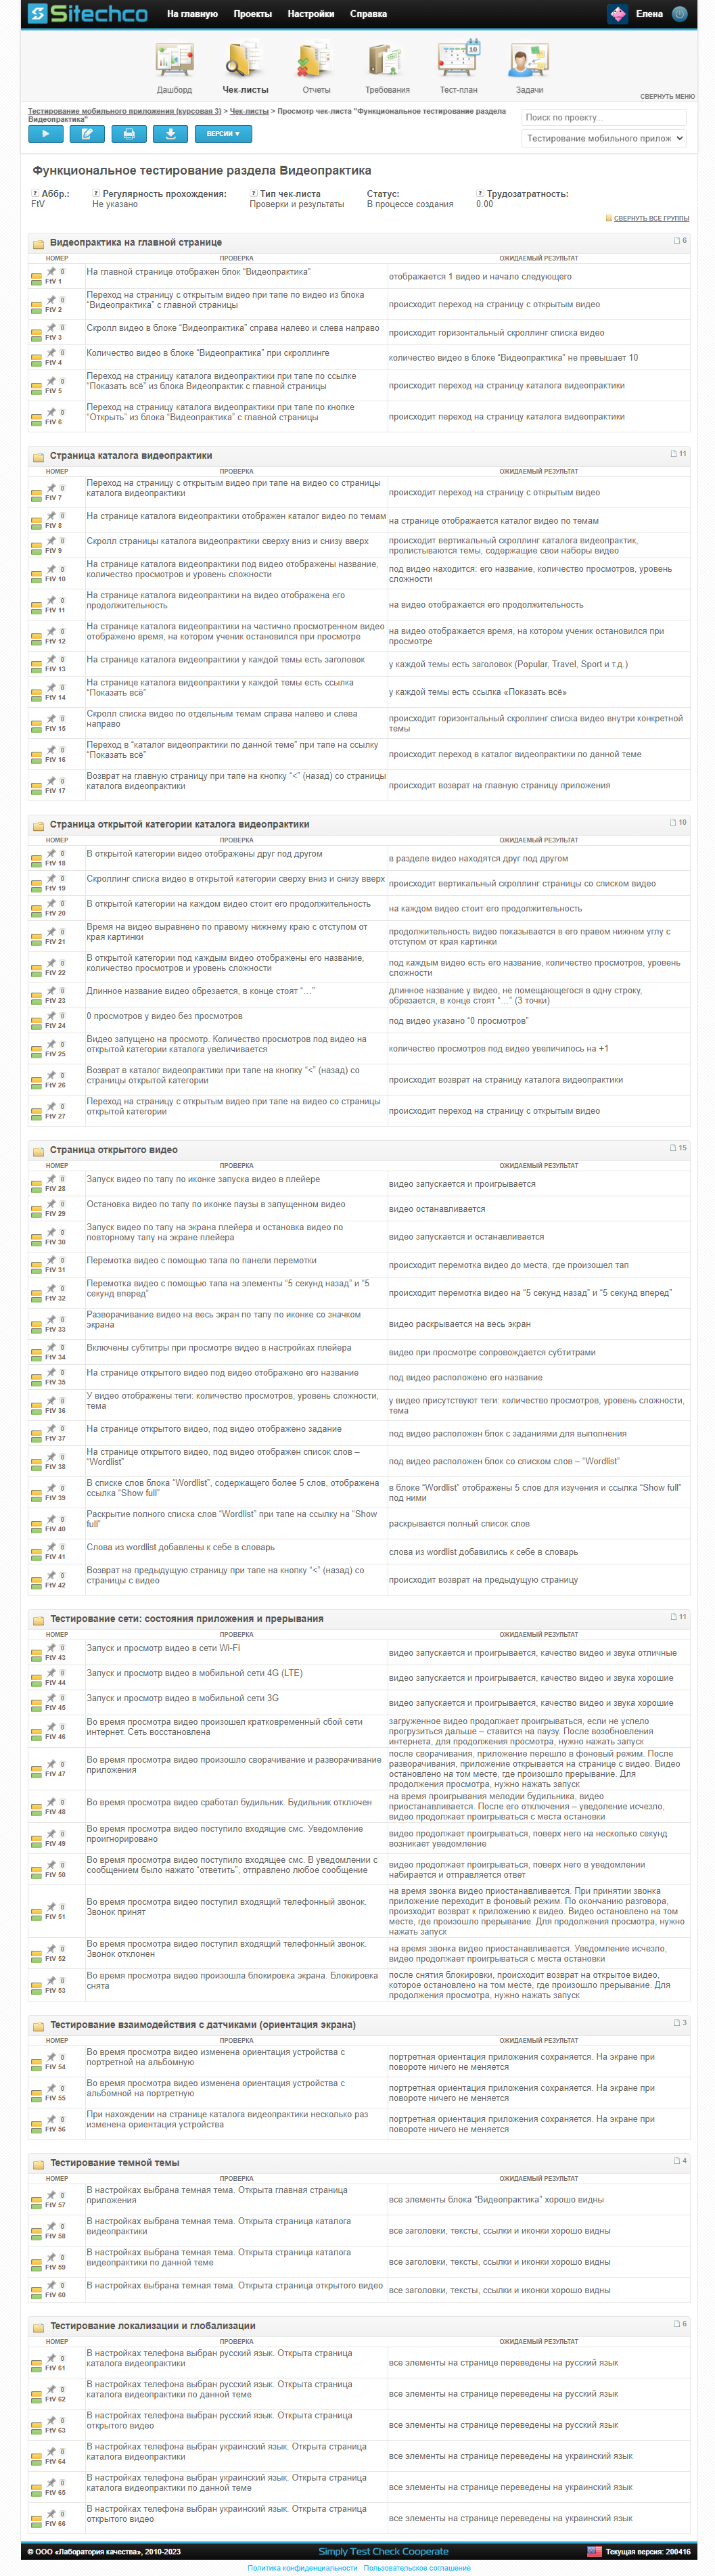 Sitechco На главную Проекты Настройки Справка Елена
Дашборд Чек-листы Отчеты Требования Тест-план Задачи
СВЕРНУТЬ МЕНЮ
Тестирование мобильного приложения (курсовая 3) > Чек-листы > Просмотр чек-листа "Функциональное тестирование раздела
Видеопрактика"
Поиск по проекту...
ВЕРСИИ ▼
Тестирование мобильного прилож
Функциональное тестирование раздела Видеопрактика
Аббр.: Регулярность прохождения: Тип чек-листа Статус: Трудозатратность:
FtV Не указано Проверки и результаты В процессе создания 0.00
СВЕРНУТЬ ВСЕ ГРУППЫ
Видеопрактика на главной странице 6
НОМЕР ПРОВЕРКА ОЖИДАЕМЫЙ РЕЗУЛЬТАТ
0
FtV 1
На главной странице отображен блок “Видеопрактика”
отображается 1 видео и начало следующего
0
FtV 2
Переход на страницу с открытым видео при тапе по видео из блока
“Видеопрактика” с главной страницы
происходит переход на страницу с открытым видео
0
FtV 3
Скролл видео в блоке “Видеопрактика” справа налево и слева направо
происходит горизонтальный скроллинг списка видео
0
FtV 4
Количество видео в блоке “Видеопрактика” при скроллинге
количество видео в блоке “Видеопрактика” не превышает 10
0
FtV 5
Переход на страницу каталога видеопрактики при тапе по ссылке
“Показать всё” из блока Видеопрактик с главной страницы
происходит переход на страницу каталога видеопрактики
0
FtV 6
Переход на страницу каталога видеопрактики при тапе по кнопке
“Открыть” из блока “Видеопрактика” с главной страницы
происходит переход на страницу каталога видеопрактики
Страница каталога видеопрактики 11
НОМЕР ПРОВЕРКА ОЖИДАЕМЫЙ РЕЗУЛЬТАТ
0
FtV 7
Переход на страницу с открытым видео при тапе на видео со страницы
каталога видеопрактики
происходит переход на страницу с открытым видео
0
FtV 8
На странице каталога видеопрактики отображен каталог видео по темам
на странице отображается каталог видео по темам
0
FtV 9
Скролл страницы каталога видеопрактики сверху вниз и снизу вверх
происходит вертикальный скроллинг каталога видеопрактик,
пролистываются темы, содержащие свои наборы видео
0
FtV 10
На странице каталога видеопрактики под видео отображены название,
количество просмотров и уровень сложности
под видео находится: его название, количество просмотров, уровень
сложности
0
FtV 11
На странице каталога видеопрактики на видео отображена его
продолжительность
на видео отображается его продолжительность
0
FtV 12
На странице каталога видеопрактики на частично просмотренном видео
отображено время, на котором ученик остановился при просмотре
на видео отображается время, на котором ученик остановился при
просмотре
0
FtV 13
На странице каталога видеопрактики у каждой темы есть заголовок
у каждой темы есть заголовок (Popular, Travel, Sport и т.д.)
0
FtV 14
На странице каталога видеопрактики у каждой темы есть ссылка
“Показать всё”
у каждой темы есть ссылка «Показать всё»
0
FtV 15
Скролл списка видео по отдельным темам справа налево и слева
направо
происходит горизонтальный скроллинг списка видео внутри конкретной
темы
0
FtV 16
Переход в “каталог видеопрактики по данной теме” при тапе на ссылку
“Показать всё”
происходит переход в каталог видеопрактики по данной теме
0
FtV 17
Возврат на главную страницу при тапе на кнопку “<” (назад) со страницы
каталога видеопрактики
происходит возврат на главную страницу приложения
Страница открытой категории каталога видеопрактики 10
НОМЕР ПРОВЕРКА ОЖИДАЕМЫЙ РЕЗУЛЬТАТ
0
FtV 18
В открытой категории видео отображены друг под другом
в разделе видео находятся друг под другом
0
FtV 19
Скроллинг списка видео в открытой категории сверху вниз и снизу вверх
происходит вертикальный скроллинг страницы со списком видео
0
FtV 20
В открытой категории на каждом видео стоит его продолжительность
на каждом видео стоит его продолжительность
0
FtV 21
Время на видео выравнено по правому нижнему краю с отступом от
края картинки
продолжительность видео показывается в его правом нижнем углу с
отступом от края картинки
0
FtV 22
В открытой категории под каждым видео отображены его название,
количество просмотров и уровень сложности
под каждым видео есть его название, количество просмотров, уровень
сложности
0
FtV 23
Длинное название видео обрезается, в конце стоят “…”
длинное название у видео, не помещающегося в одну строку,
обрезается, в конце стоят “…” (3 точки)
0
FtV 24
0 просмотров у видео без просмотров
под видео указано “0 просмотров”
0
FtV 25
Видео запущено на просмотр. Количество просмотров под видео на
открытой категории каталога увеличивается
количество просмотров под видео увеличилось на +1
0
FtV 26
Возврат в каталог видеопрактики при тапе на кнопку “<” (назад) со
страницы открытой категории
происходит возврат на страницу каталога видеопрактики
0
FtV 27
Переход на страницу с открытым видео при тапе на видео со страницы
открытой категории
происходит переход на страницу с открытым видео
Страница открытого видео 15
НОМЕР ПРОВЕРКА ОЖИДАЕМЫЙ РЕЗУЛЬТАТ
0
FtV 28
Запуск видео по тапу по иконке запуска видео в плейере
видео запускается и проигрывается
0
FtV 29
Остановка видео по тапу по иконке паузы в запущенном видео
видео останавливается
0
FtV 30
Запуск видео по тапу на экрана плейера и остановка видео по
повторному тапу на экране плейера
видео запускается и останавливается
0
FtV 31
Перемотка видео с помощью тапа по панели перемотки
происходит перемотка видео до места, где произошел тап
0
FtV 32
Перемотка видео с помощью тапа на элементы “5 секунд назад” и “5
секунд вперед”
происходит перемотка видео на “5 секунд назад” и “5 секунд вперед”
0
FtV 33
Разворачивание видео на весь экран по тапу по иконке со значком
экрана
видео раскрывается на весь экран
0
FtV 34
Включены субтитры при просмотре видео в настройках плейера
видео при просмотре сопровождается субтитрами
0
FtV 35
На странице открытого видео под видео отображено его название
под видео расположено его название
0
FtV 36
У видео отображены теги: количество просмотров, уровень сложности,
тема
у видео присутствуют теги: количество просмотров, уровень сложности,
тема
0
FtV 37
На странице открытого видео, под видео отображено задание
под видео расположен блок с заданиями для выполнения
0
FtV 38
На странице открытого видео, под видео отображен список слов –
“Wordlist”
под видео расположен блок со списком слов – “Wordlist”
0
FtV 39
В списке слов блока “Wordlist”, содержащего более 5 слов, отображена
ссылка “Show full”
в блоке “Wordlist” отображены 5 слов для изучения и ссылка “Show full”
под ними
0
FtV 40
Раскрытие полного списка слов “Wordlist” при тапе на ссылку на “Show
full”
раскрывается полный список слов
0
FtV 41
Слова из wordlist добавлены к себе в словарь
слова из wordlist добавились к себе в словарь
0
FtV 42
Возврат на предыдущую страницу при тапе на кнопку “<” (назад) со
страницы с видео
происходит возврат на предыдущую страницу
Тестирование сети: состояния приложения и прерывания 11
НОМЕР ПРОВЕРКА ОЖИДАЕМЫЙ РЕЗУЛЬТАТ
0
FtV 43
Запуск и просмотр видео в сети Wi-Fi
видео запускается и проигрывается, качество видео и звука отличные
0
FtV 44
Запуск и просмотр видео в мобильной сети 4G (LTE)
видео запускается и проигрывается, качество видео и звука хорошие
0
FtV 45
Запуск и просмотр видео в мобильной сети 3G
видео запускается и проигрывается, качество видео и звука хорошие
0
FtV 46
Во время просмотра видео произошел кратковременный сбой сети
интернет. Сеть восстановлена
загруженное видео продолжает проигрываться, если не успело
прогрузиться дальше – ставится на паузу. После возобновления
интернета, для продолжения просмотра, нужно нажать запуск
0
FtV 47
Во время просмотра видео произошло сворачивание и разворачивание
приложения
после сворачивания, приложение перешло в фоновый режим. После
разворачивания, приложение открывается на странице с видео. Видео
остановлено на том месте, где произошло прерывание. Для
продолжения просмотра, нужно нажать запуск
0
FtV 48
Во время просмотра видео сработал будильник. Будильник отключен
на время проигрывания мелодии будильника, видео
приостанавливается. После его отключения – уведоление исчезло,
видео продолжает проигрываться с места остановки
0
FtV 49
Во время просмотра видео поступило входящие смс. Уведомление
проигнорировано
видео продолжает проигрываться, поверх него на несколько секунд
возникает уведомление
0
FtV 50
Во время просмотра видео поступило входящее смс. В уведомлении с
сообщением было нажато “ответить”, отправлено любое сообщение
видео продолжает проигрываться, поверх него в уведомлении
набирается и отправляется ответ
0
FtV 51
Во время просмотра видео поступил входящий телефонный звонок.
Звонок принят
на время звонка видео приостанавливается. При принятии звонка
приложение переходит в фоновый режим. По окончанию разговора,
произходит возврат к приложению к видео. Видео остановлено на том
месте, где произошло прерывание. Для продолжения просмотра, нужно
нажать запуск
0
FtV 52
Во время просмотра видео поступил входящий телефонный звонок.
Звонок отклонен
на время звонка видео приостанавливается. Уведомление исчезло,
видео продолжает проигрываться с места остановки
0
FtV 53
Во время просмотра видео произошла блокировка экрана. Блокировка
снята
после снятия блокировки, происходит возврат на открытое видео,
которое остановлено на том месте, где произошло прерывание. Для
продолжения просмотра, нужно нажать запуск
Тестирование взаимодействия с датчиками (ориентация экрана) 3
НОМЕР ПРОВЕРКА ОЖИДАЕМЫЙ РЕЗУЛЬТАТ
0
FtV 54
Во время просмотра видео изменена ориентация устройства с
портретной на альбомную
портретная ориентация приложения сохраняется. На экране при
повороте ничего не меняется
0
FtV 55
Во время просмотра видео изменена ориентация устройства с
альбомной на портретную
портретная ориентация приложения сохраняется. На экране при
повороте ничего не меняется
0
FtV 56
При нахождении на странице каталога видеопрактики несколько раз
изменена ориентация устройства
портретная ориентация приложения сохраняется. На экране при
повороте ничего не меняется
Тестирование темной темы 4
НОМЕР ПРОВЕРКА ОЖИДАЕМЫЙ РЕЗУЛЬТАТ
0
FtV 57
В настройках выбрана темная тема. Открыта главная страница
приложения
все элементы блока “Видеопрактика” хорошо видны
0
FtV 58
В настройках выбрана темная тема. Открыта страница каталога
видеопрактики
все заголовки, тексты, ссылки и иконки хорошо видны
0
FtV 59
В настройках выбрана темная тема. Открыта страница каталога
видеопрактики по данной теме
все заголовки, тексты, ссылки и иконки хорошо видны
0
FtV 60
В настройках выбрана темная тема. Открыта страница открытого видео
все заголовки, тексты, ссылки и иконки хорошо видны
Тестирование локализации и глобализации 6
НОМЕР ПРОВЕРКА ОЖИДАЕМЫЙ РЕЗУЛЬТАТ
0
FtV 61
В настройках телефона выбран русский язык. Открыта страница
каталога видеопрактики
все элементы на странице переведены на русский язык
0
FtV 62
В настройках телефона выбран русский язык. Открыта страница
каталога видеопрактики по данной теме
все элементы на странице переведены на русский язык
0
FtV 63
В настройках телефона выбран русский язык. Открыта страница
открытого видео
все элементы на странице переведены на русский язык
0
FtV 64
В настройках телефона выбран украинский язык. Открыта страница
каталога видеопрактики
все элементы на странице переведены на украинский язык
0
FtV 65
В настройках телефона выбран украинский язык. Открыта страница
каталога видеопрактики по данной теме
все элементы на странице переведены на украинский язык
0
FtV 66
В настройках телефона выбран украинский язык. Открыта страница
открытого видео
все элементы на странице переведены на украинский язык
© ООО «Лаборатория качества», 2010-2023 Simply Test Check Cooperate Текущая версия: 200416
Политика конфиденциальности Пользовательское соглашение